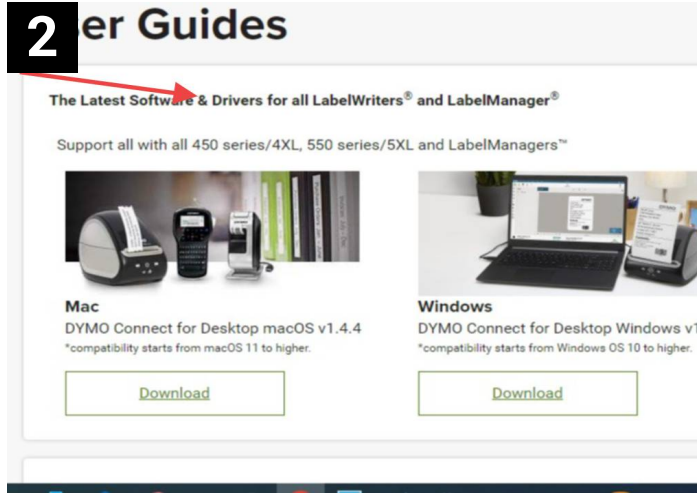 2
er Guides
The Latest Software & Drivers for all LabelWriters® and LabelManager®
Support all with all 450 series/4XL, 550 series/5XL and LabelManagers™
Mac
DYMO Connect for Desktop macOS v1.4.4
*compatibility starts from macOS 11 to higher.
Download
Windows
DYMO Connect for Desktop Windows v1
*compatibility starts from Windows OS 10 to higher.
Download